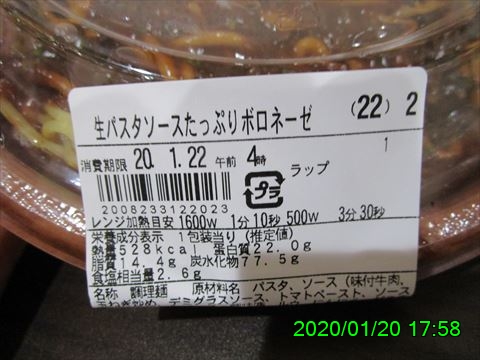 生パスタソースたっぷりボロネーゼ (22) 2
消費期限 20. 1.22 午前 4時
ラップ 1
プラ
2008233122023
レンジ加熱目安 1600W 1分10秒 500W 3分30秒
栄養成分表示 1包装当り(推定値)
熱量528kcal 蛋白質22.0g
脂質14.4g 炭水化物77.5g
食塩相当量2.6g
名称 調理麺 原材料名 パスタ、ソース(味付牛肉、
デミグラスソース、トマトペースト、ソース
2020/01/20 17:58